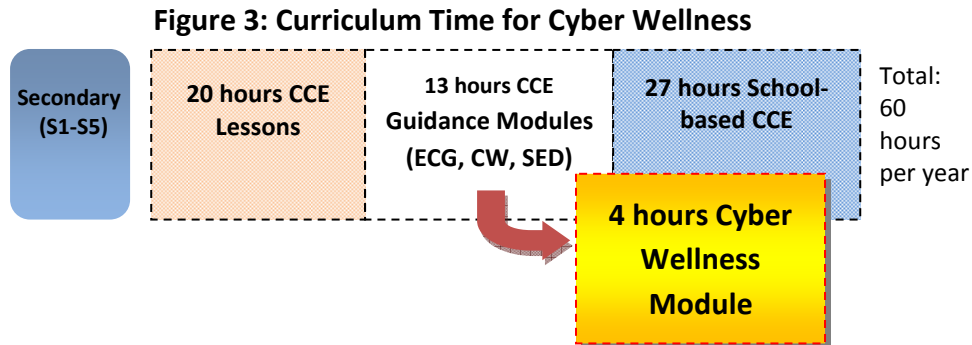 Figure 3: Curriculum Time for Cyber Wellness
Secondary
(S1-S5)
20 hours CCE
Lessons
13 hours CCE
Guidance Modules
(ECG, CW, SED)
27 hours School-
based CCE
Total:
60
hours
per year
4 hours Cyber
Wellness
Module